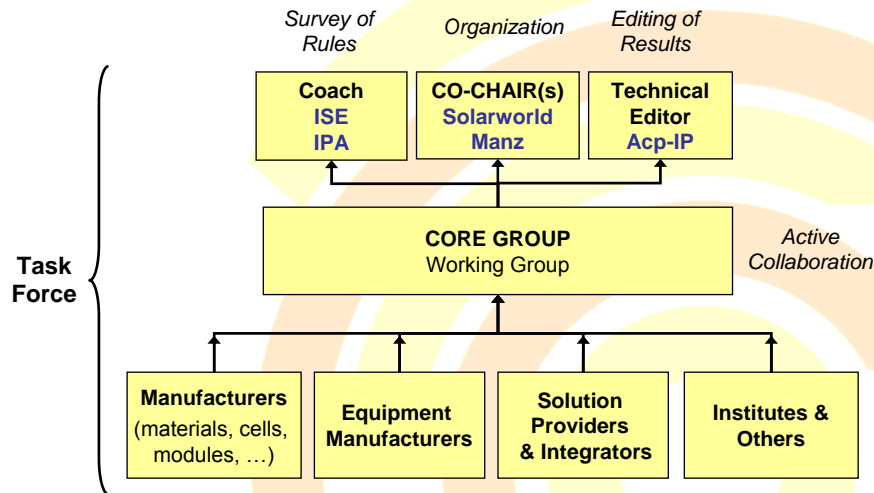 Survey of
Rules
Organization
Editing of
Results
Coach
ISE
IPA
CO-CHAIR(s)
Solarworld
Manz
Technical
Editor
Acp-IP
CORE GROUP
Working Group
Active
Collaboration
Task
Force
Manufacturers
(materials, cells,
modules, …)
Equipment
Manufacturers
Solution
Providers
& Integrators
Institutes &
Others